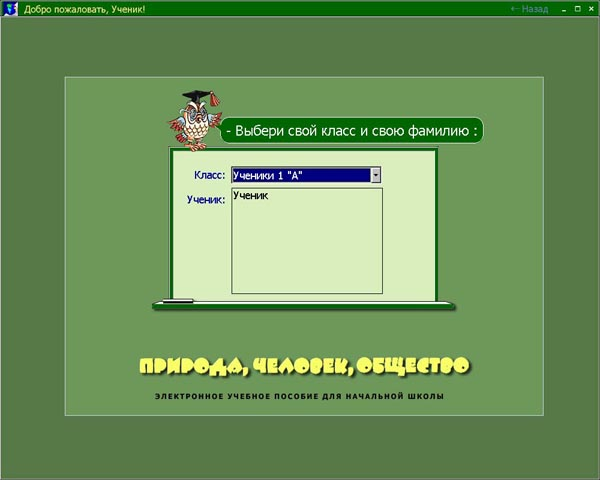 Добро пожаловать, Ученик!
← Назад
- Выбери свой класс и свою фамилию :
Класс: Ученики 1 "А"
Ученик: Ученик
ПРИРОДА, ЧЕЛОВЕК, ОБЩЕСТВО
ЭЛЕКТРОННОЕ УЧЕБНОЕ ПОСОБИЕ ДЛЯ НАЧАЛЬНОЙ ШКОЛЫ